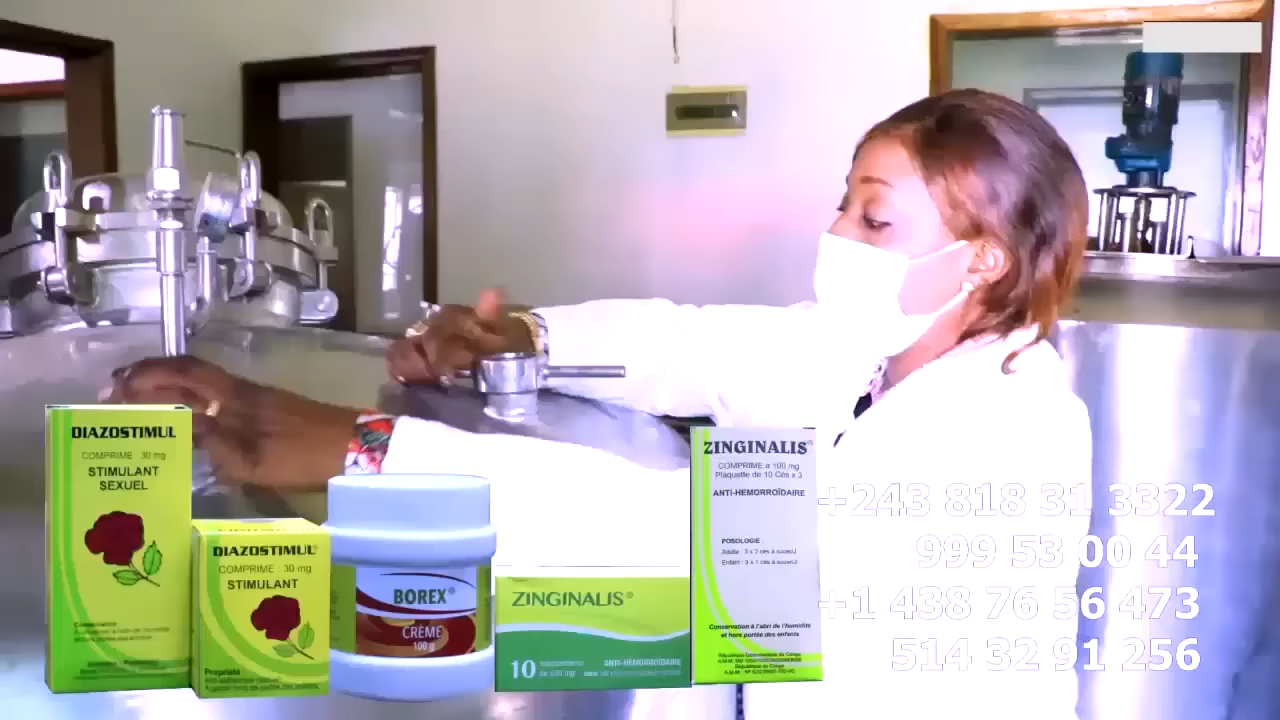 DIAZOSTIMUL
COMPRIME 30 mg
STIMULANT
SEXUEL
DIAZOSTIMUL®
COMPRIME 30 mg
STIMULANT
Propriété
BOREX®
CRÈME
100 g
ZINGINALIS®
10
ANTI-HÉMORROÏDAIRE
ZINGINALIS®
COMPRIME a 100 mg
Plaquette de 10 Cés x 3
ANTI-HEMORROÏDAIRE
POSOLOGIE
Conservation à l'abri de l'humidité
et hors portée des enfants
+243 818 31 3322
999 53 00 44
+1 438 76 56 473
514 32 91 256